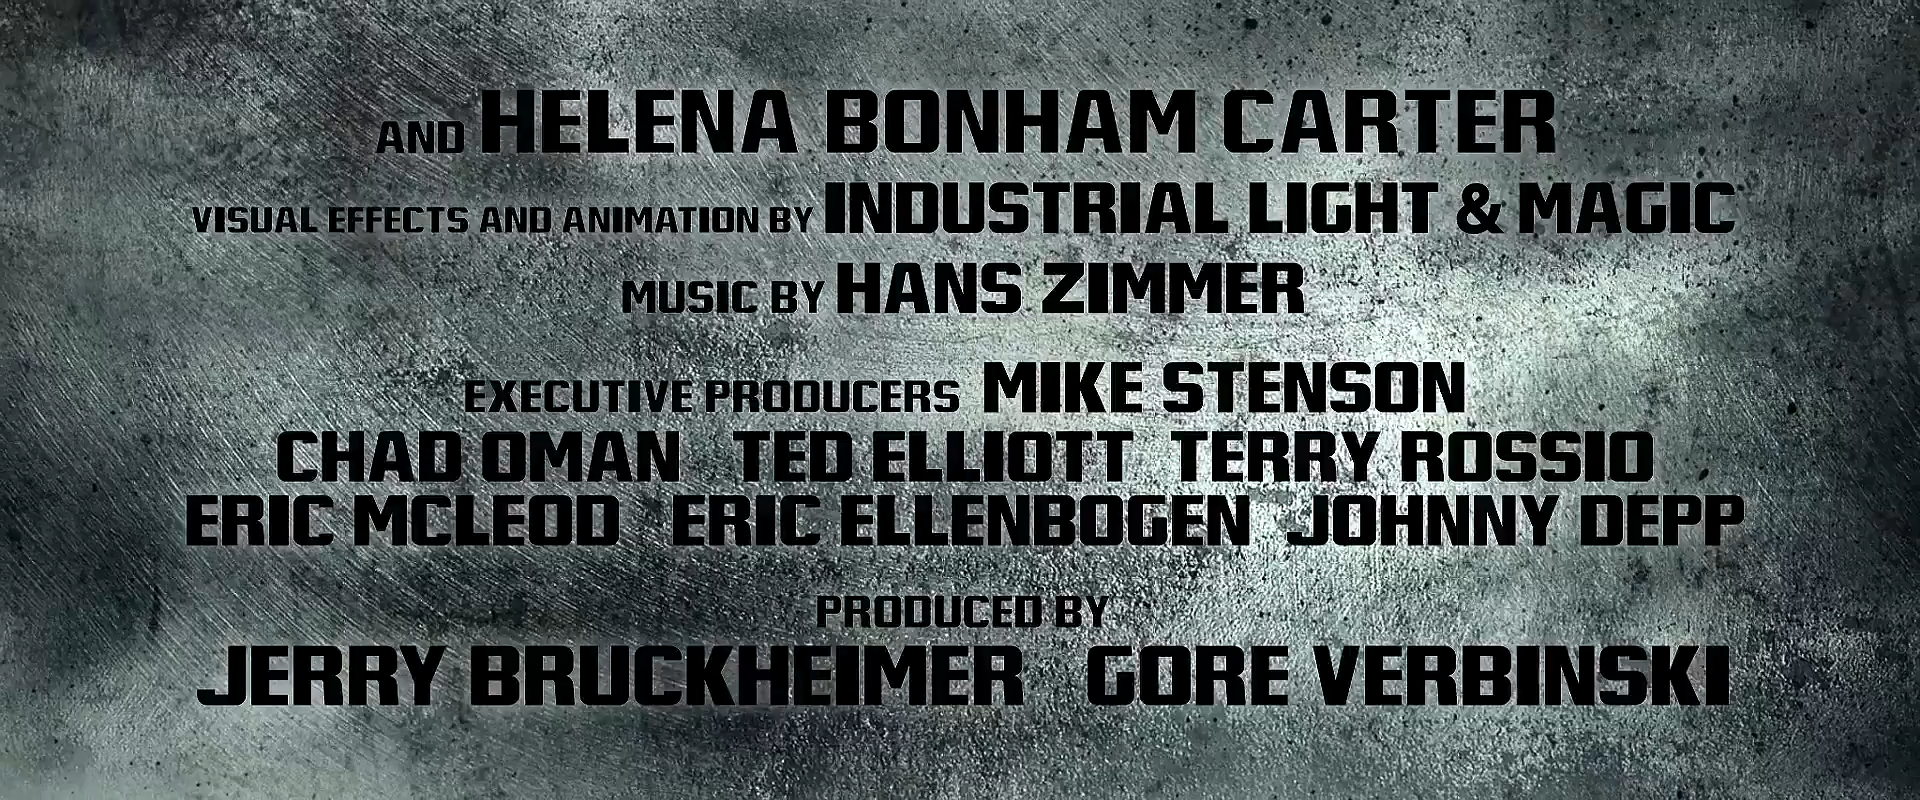 AND HELENA BONHAM CARTER
VISUAL EFFECTS AND ANIMATION BY INDUSTRIAL LIGHT & MAGIC
MUSIC BY HANS ZIMMER
EXECUTIVE PRODUCERS MIKE STENSON
CHAD OMAN TED ELLIOTT TERRY ROSSIO
ERIC MCLEOD ERIC ELLENBOGEN JOHNNY DEPP
PRODUCED BY
JERRY BRUCKHEIMER GORE VERBINSKI